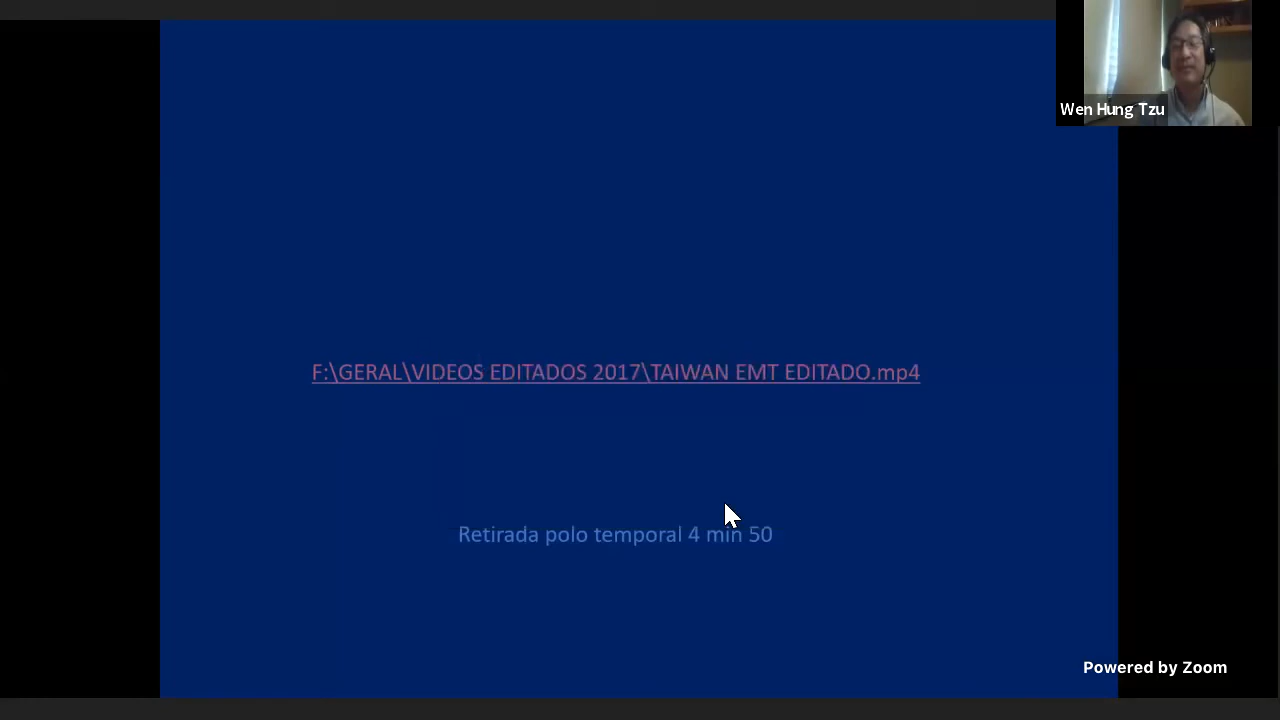 Wen Hung Tzu
F:\GERAL\VIDEOS EDITADOS 2017\TAIWAN EMT EDITADO.mp4
Retirada polo temporal 4 min 50
Powered by Zoom